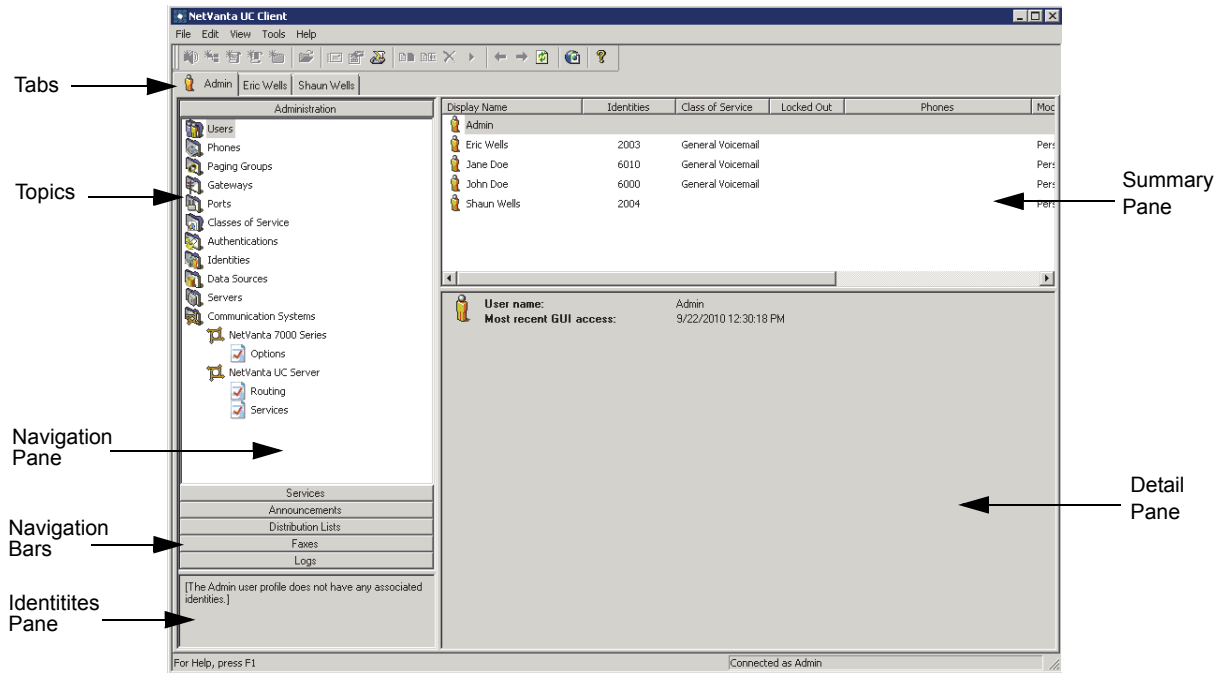 NetVanta UC Client
File Edit View Tools Help
Tabs
Admin Eric Wells Shaun Wells
Administration
Users
Phones
Paging Groups
Gateways
Ports
Classes of Service
Authentications
Identities
Data Sources
Servers
Communication Systems
NetVanta 7000 Series
Options
NetVanta UC Server
Routing
Services
Topics
Navigation
Pane
Services
Announcements
Distribution Lists
Faxes
Logs
Navigation
Bars
[The Admin user profile does not have any associated
identities.]
Identitites
Pane
Display Name Identities Class of Service Locked Out Phones Moc
Admin
Eric Wells 2003 General Voicemail Pers
Jane Doe 6010 General Voicemail Pers
John Doe 6000 General Voicemail Pers
Shaun Wells 2004 Pers
Summary
Pane
User name: Admin
Most recent GUI access: 9/22/2010 12:30:18 PM
Detail
Pane
For Help, press F1 Connected as Admin